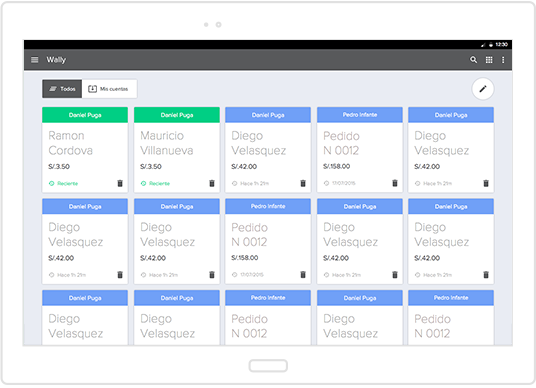 12:30
Wally
Todos
Mis cuentas
Daniel Puga
Daniel Puga
Daniel Puga
Pedro Infante
Daniel Puga
Ramon
Cordova
Mauricio
Villanueva
Diego
Velasquez
Pedido
N 0012
Diego
Velasquez
S/.3.50
S/.3.50
S/.42.00
S/.158.00
S/.42.00
Reciente
Reciente
Hace 1h 21m
17/07/2015
Hace 1h 21m
Daniel Puga
Daniel Puga
Pedro Infante
Daniel Puga
Daniel Puga
Diego
Velasquez
Diego
Velasquez
Pedido
N 0012
Diego
Velasquez
Diego
Velasquez
S/.42.00
S/.42.00
S/.158.00
S/.42.00
S/.42.00
Hace 1h 21m
Hace 1h 21m
17/07/2015
Hace 1h 21m
Hace 1h 21m
Daniel Puga
Daniel Puga
Pedro Infante
Daniel Puga
Pedro Infante
Diego
Velasquez
Diego
Velasquez
Pedido
N 0012
Diego
Velasquez
Pedido
N 0012